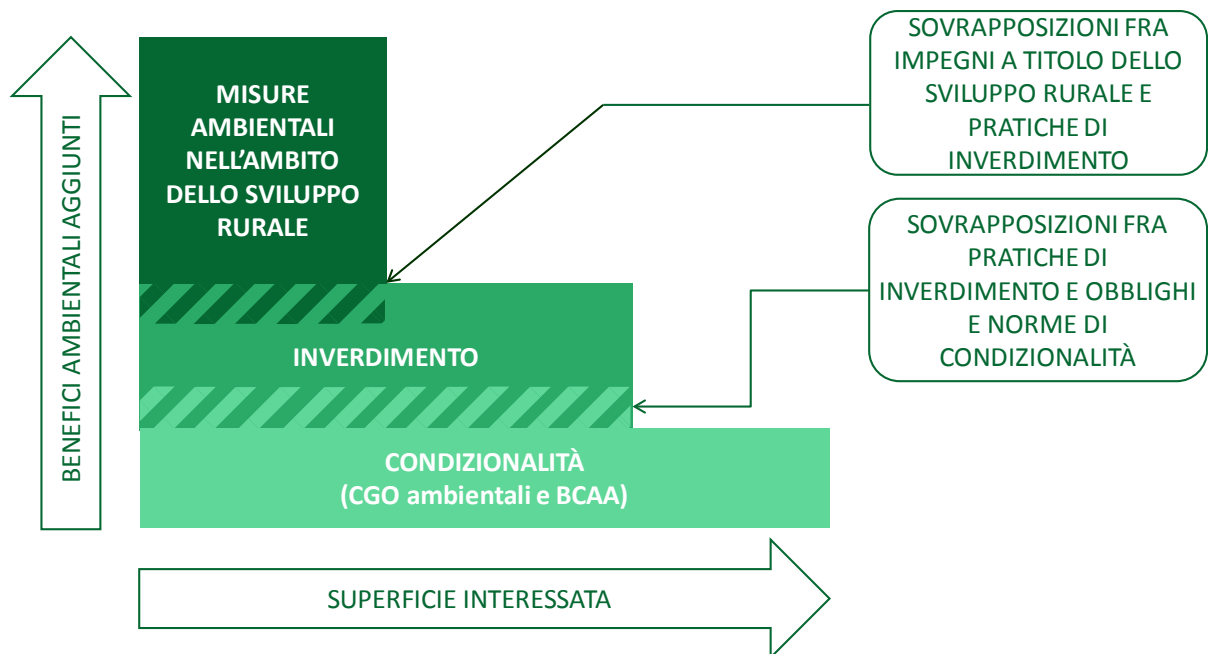 BENEFICI AMBIENTALI AGGIUNTI
MISURE
AMBIENTALI
NELL’AMBITO
DELLO SVILUPPO
RURALE
INVERDIMENTO
CONDIZIONALITÀ
(CGO ambientali e BCAA)
SUPERFICIE INTERESSATA
SOVRAPPOSIZIONI FRA
IMPEGNI A TITOLO DELLO
SVILUPPO RURALE E
PRATICHE DI
INVERDIMENTO
SOVRAPPOSIZIONI FRA
PRATICHE DI
INVERDIMENTO E OBBLIGHI
E NORME DI
CONDIZIONALITÀ